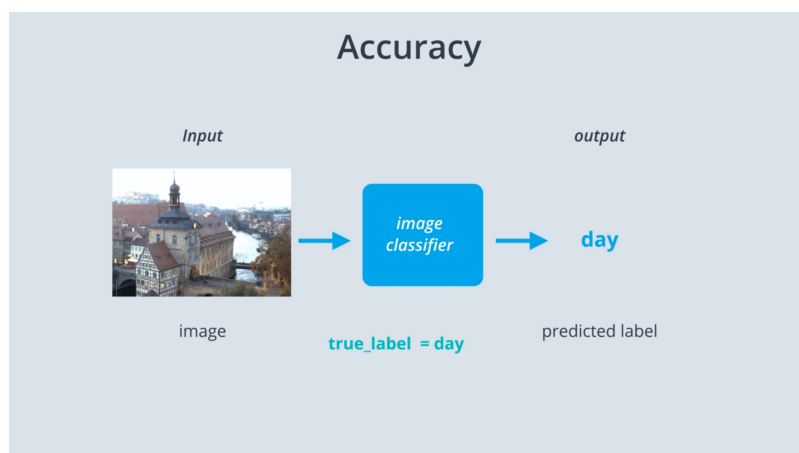 Accuracy
Input
output
image
classifier
day
image
true_label = day
predicted label